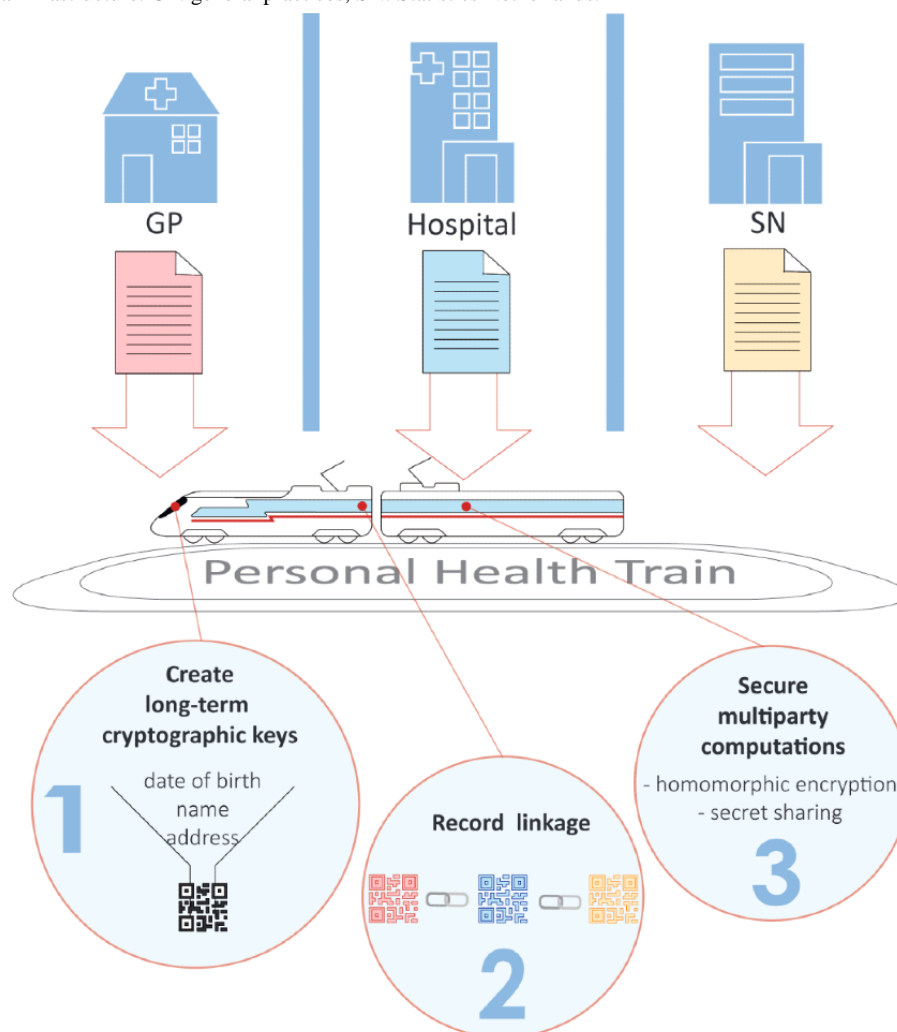 GP
Hospital
SN
Personal Health Train
Create
long-term
cryptographic keys
date of birth
name
address
1
Record linkage
2
Secure
multiparty
computations
- homomorphic encryption
- secret sharing
3